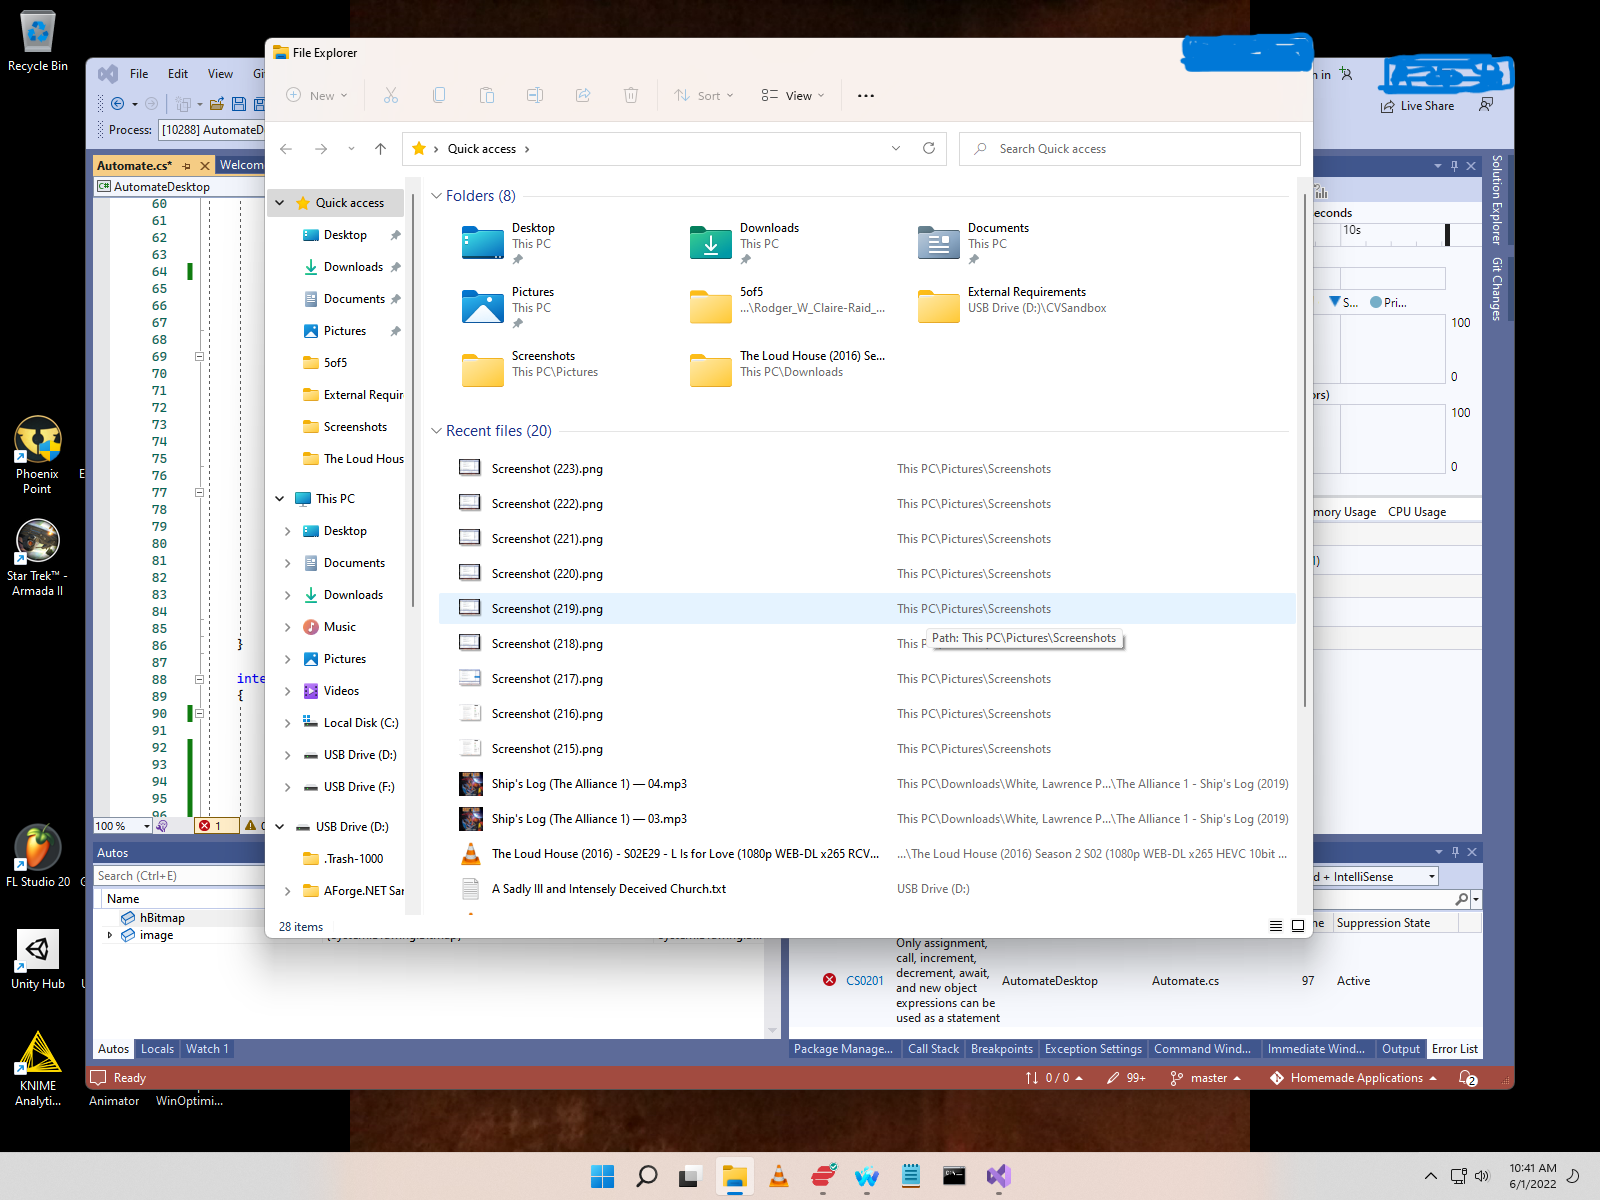 Recycle Bin
Phoenix
Point
Star Trek™ -
Armada II
FL Studio 20
Unity Hub
KNIME
Analyti...
Animator
WinOptimi...
File Edit View Gi
Process: [10288] AutomateD
Automate.cs* Welcom
AutomateDesktop
60
61
62
63
64
65
66
67
68
69
70
71
72
73
74
75
76
77
78
79
80
81
82
83
84
85
86 }
87
88 inte
89 {
90
91
92
93
94
95
96
100 % 1 0
Autos
Search (Ctrl+E)
Name
hBitmap
image
Autos Locals Watch 1
Ready
File Explorer
New Sort View
Quick access
Search Quick access
Quick access
Desktop
Downloads
Documents
Pictures
5of5
External Requir
Screenshots
The Loud Hous
This PC
Desktop
Documents
Downloads
Music
Pictures
Videos
Local Disk (C:)
USB Drive (D:)
USB Drive (F:)
USB Drive (D:)
.Trash-1000
AForge.NET Sar
28 items
Folders (8)
Desktop
This PC
Downloads
This PC
Documents
This PC
Pictures
This PC
5of5
...\Rodger_W_Claire-Raid_...
External Requirements
USB Drive (D:)\CVSandbox
Screenshots
This PC\Pictures
The Loud House (2016) Se...
This PC\Downloads
Recent files (20)
Screenshot (223).png This PC\Pictures\Screenshots
Screenshot (222).png This PC\Pictures\Screenshots
Screenshot (221).png This PC\Pictures\Screenshots
Screenshot (220).png This PC\Pictures\Screenshots
Screenshot (219).png This PC\Pictures\Screenshots
Path: This PC\Pictures\Screenshots
Screenshot (218).png This P
Screenshot (217).png This PC\Pictures\Screenshots
Screenshot (216).png This PC\Pictures\Screenshots
Screenshot (215).png This PC\Pictures\Screenshots
Ship's Log (The Alliance 1) — 04.mp3 This PC\Downloads\White, Lawrence P...\The Alliance 1 - Ship's Log (2019)
Ship's Log (The Alliance 1) — 03.mp3 This PC\Downloads\White, Lawrence P...\The Alliance 1 - Ship's Log (2019)
The Loud House (2016) - S02E29 - L Is for Love (1080p WEB-DL x265 RCV... ...\The Loud House (2016) Season 2 S02 (1080p WEB-DL x265 HEVC 10bit ...
A Sadly Ill and Intensely Deceived Church.txt USB Drive (D:)
n in
Live Share
Solution Explorer
Git Changes
econds
10s
S... Pri...
100
0
ors)
100
0
mory Usage CPU Usage
d + IntelliSense
ne Suppression State
Only assignment,
call, increment,
decrement, await,
and new object
expressions can be
used as a statement
CS0201 AutomateDesktop Automate.cs 97 Active
Package Manage... Call Stack Breakpoints Exception Settings Command Wind... Immediate Wind... Output Error List
0 / 0 99+ master Homemade Applications 2
10:41 AM
6/1/2022